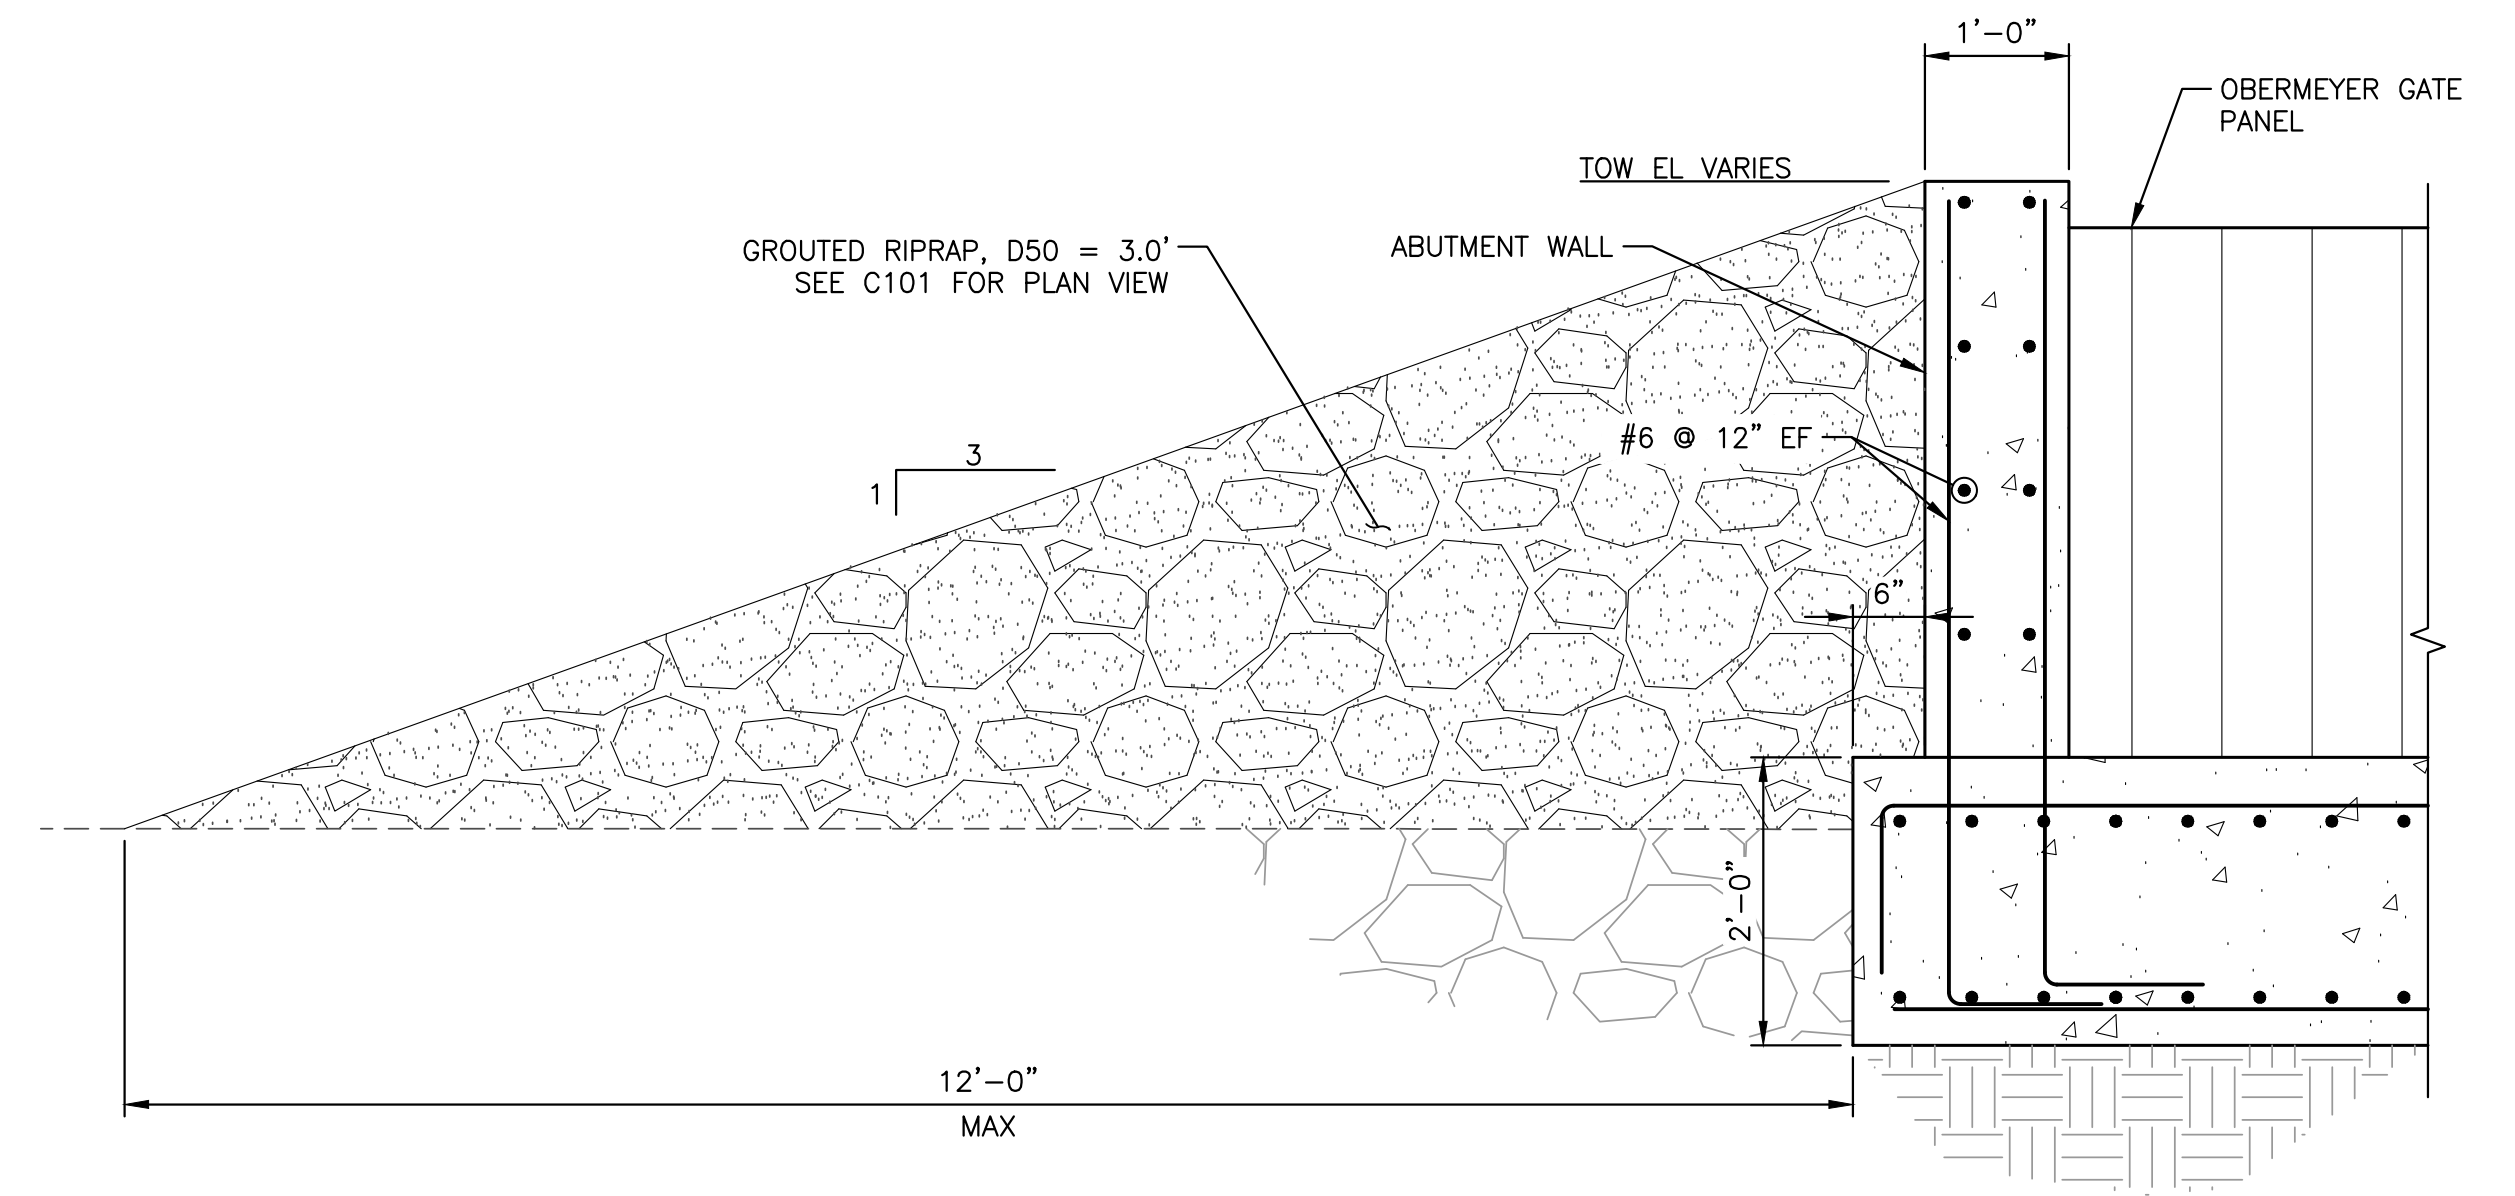 1'-0"
OBERMEYER GATE
PANEL
TOW EL VARIES
ABUTMENT WALL
GROUTED RIPRAP, D50 = 3.0'
SEE C101 FOR PLAN VIEW
#6 @ 12" EF
3
1
6"
2'-0"
12'-0"
MAX